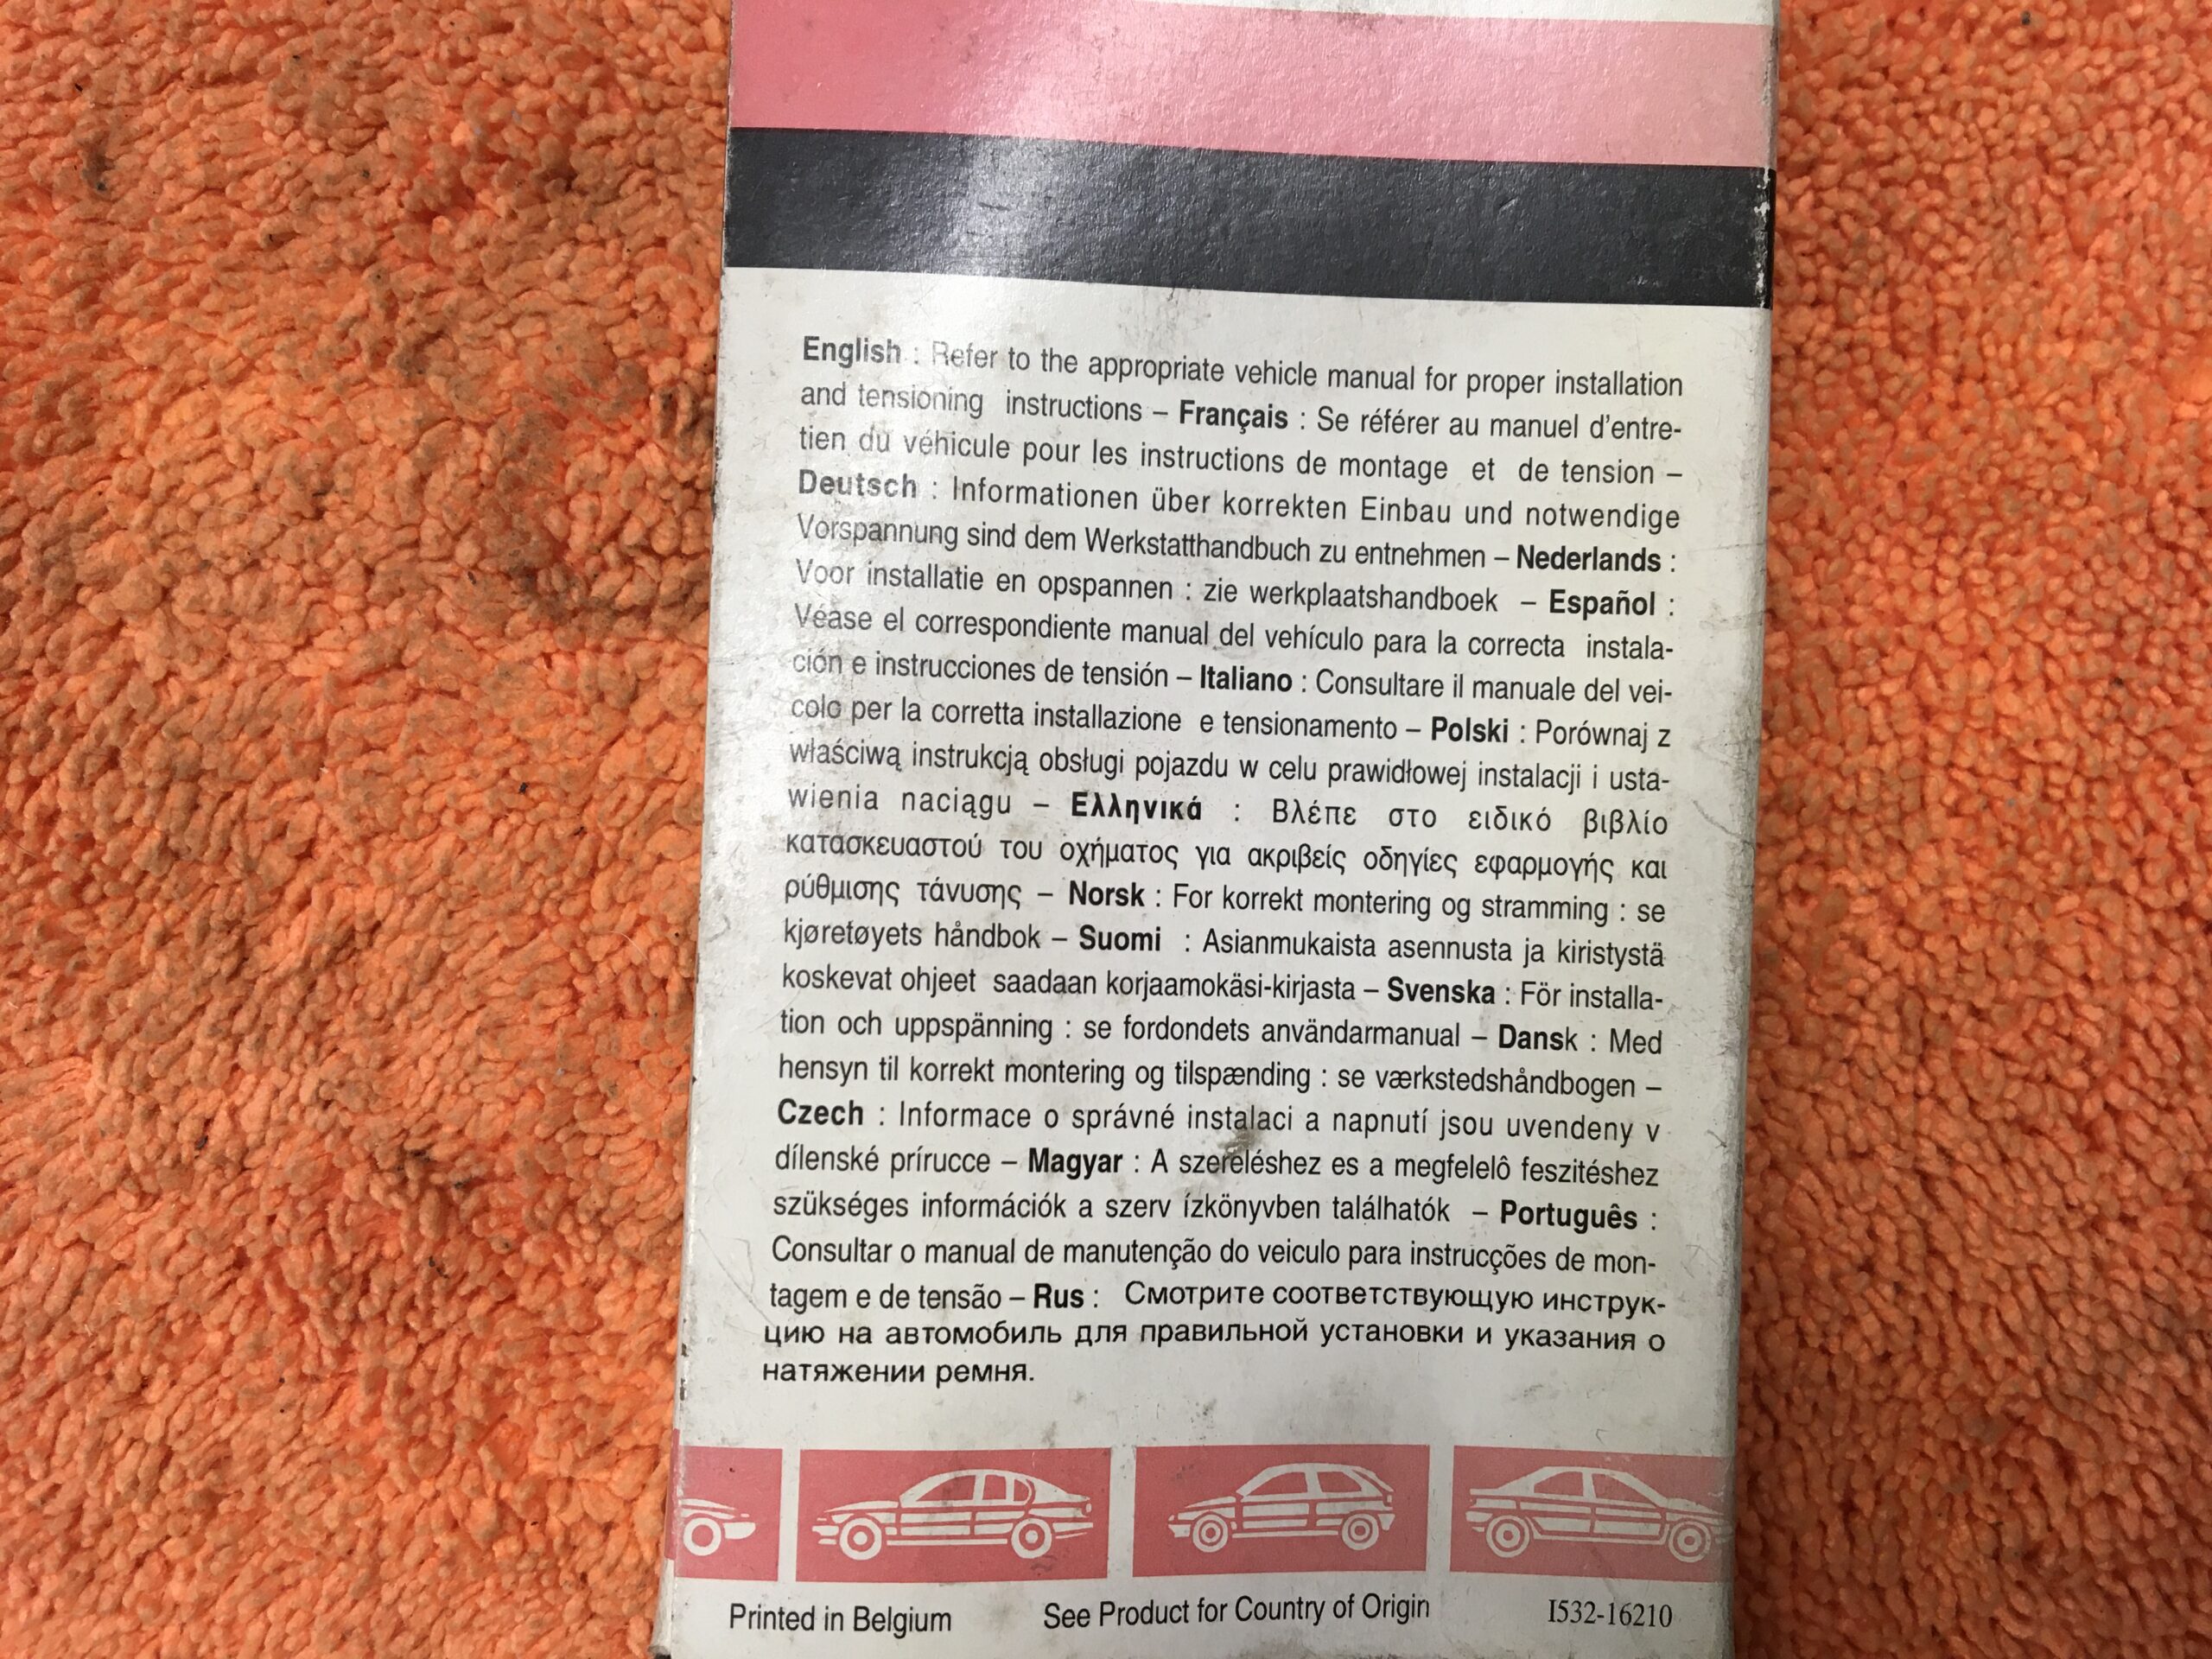 English : Refer to the appropriate vehicle manual for proper installation
and tensioning instructions – Français : Se référer au manuel d'entre-
tien du véhicule pour les instructions de montage et de tension –
Deutsch : Informationen über korrekten Einbau und notwendige
Vorspannung sind dem Werkstatthandbuch zu entnehmen – Nederlands :
Voor installatie en opspannen : zie werkplaatshandboek – Español :
Véase el correspondiente manual del vehículo para la correcta instala-
ción e instrucciones de tensión – Italiano : Consultare il manuale del vei-
colo per la corretta installazione e tensionamento – Polski : Porównaj z
właściwą instrukcją obsługi pojazdu w celu prawidłowej instalacji i usta-
wienia naciągu – Ελληνικά : Βλέπε στο ειδικό βιβλίο
κατασκευαστού του οχήματος για ακριβείς οδηγίες εφαρμογής και
ρύθμισης τάνυσης – Norsk : For korrekt montering og stramming : se
kjøretøyets håndbok – Suomi : Asianmukaista asennusta ja kiristystä
koskevat ohjeet saadaan korjaamokäsi-kirjasta – Svenska : För installa-
tion och uppspänning : se fordondets användarmanual – Dansk : Med
hensyn til korrekt montering og tilspænding : se værkstedshåndbogen –
Czech : Informace o správné instalaci a napnutí jsou uvendeny v
dílenské prírucce – Magyar : A szereléshez es a megfelelô feszitéshez
szükséges információk a szerv ízkönyvben találhatók – Português :
Consultar o manual de manutenção do veiculo para instrucções de mon-
tagem e de tensão – Rus : Смотрите соответствующую инструк-
цию на автомобиль для правильной установки и указания о
натяжении ремня.
Printed in Belgium See Product for Country of Origin I532-16210